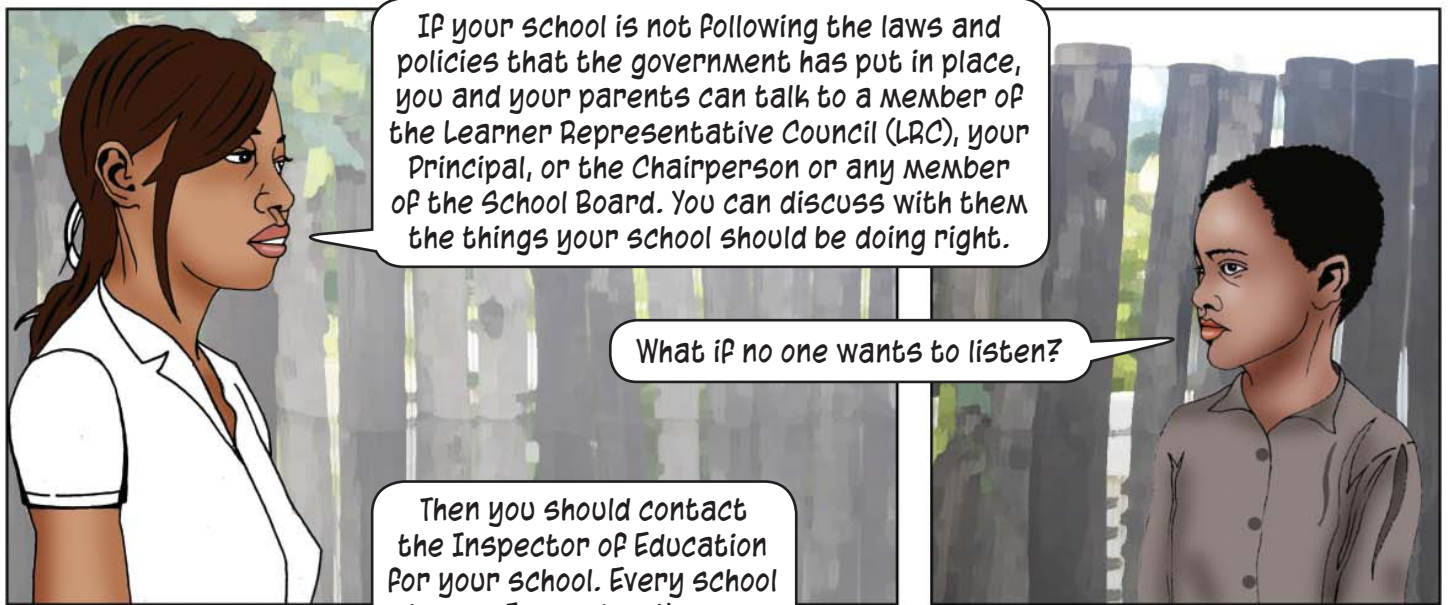 If your school is not following the laws and
policies that the government has put in place,
you and your parents can talk to a member of
the Learner Representative Council (LRC), your
Principal, or the Chairperson or any member
of the School Board. You can discuss with them
the things your school should be doing right.
What if no one wants to listen?
Then you should contact
the Inspector of Education
for your school. Every school